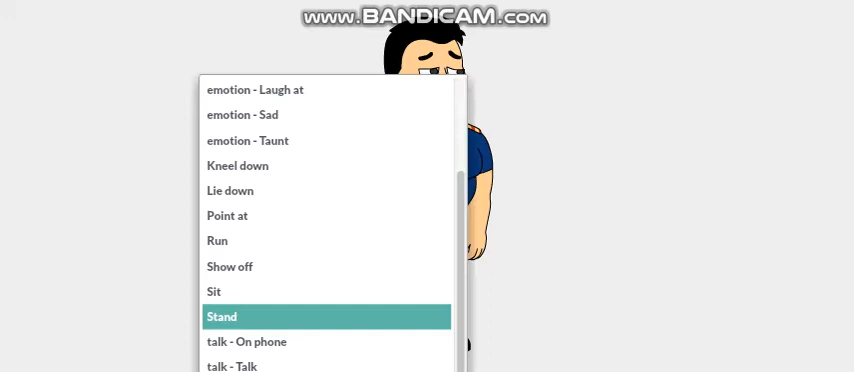 www.BANDICAM.com
emotion - Laugh at
emotion - Sad
emotion - Taunt
Kneel down
Lie down
Point at
Run
Show off
Sit
Stand
talk - On phone
talk - Talk